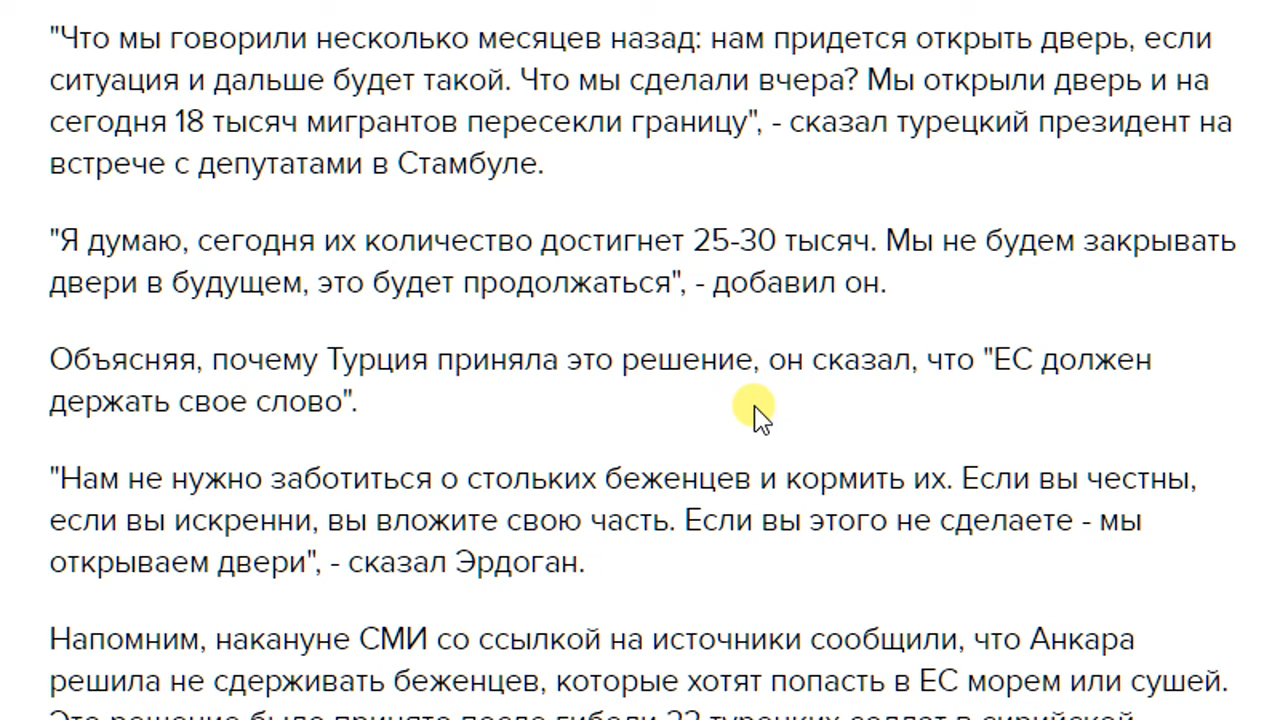 "Что мы говорили несколько месяцев назад: нам придется открыть дверь, если
ситуация и дальше будет такой. Что мы сделали вчера? Мы открыли дверь и на
сегодня 18 тысяч мигрантов пересекли границу", - сказал турецкий президент на
встрече с депутатами в Стамбуле.
"Я думаю, сегодня их количество достигнет 25-30 тысяч. Мы не будем закрывать
двери в будущем, это будет продолжаться", - добавил он.
Объясняя, почему Турция приняла это решение, он сказал, что "ЕС должен
держать свое слово".
"Нам не нужно заботиться о стольких беженцев и кормить их. Если вы честны,
если вы искренни, вы вложите свою часть. Если вы этого не сделаете - мы
открываем двери", - сказал Эрдоган.
Напомним, накануне СМИ со ссылкой на источники сообщили, что Анкара
решила не сдерживать беженцев, которые хотят попасть в ЕС морем или сушей.